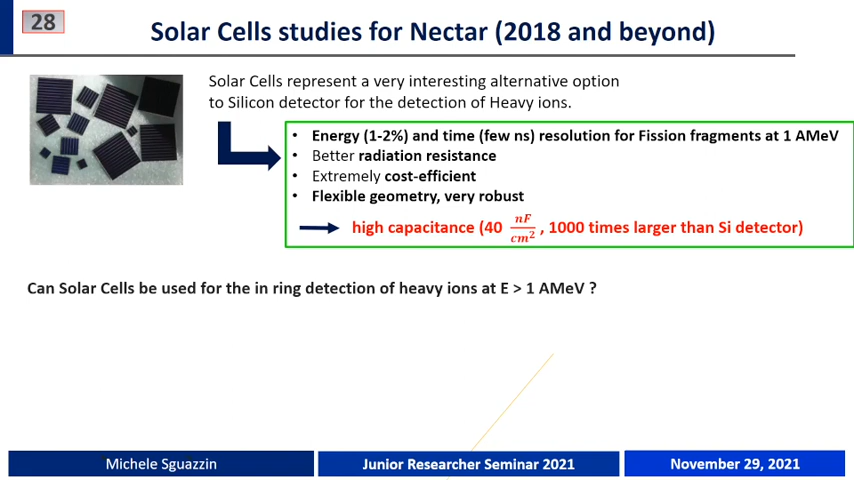 28
Solar Cells studies for Nectar (2018 and beyond)
Solar Cells represent a very interesting alternative option
to Silicon detector for the detection of Heavy ions.
• Energy (1-2%) and time (few ns) resolution for Fission fragments at 1 AMeV
• Better radiation resistance
• Extremely cost-efficient
• Flexible geometry, very robust
high capacitance (40 nF/cm², 1000 times larger than Si detector)
Can Solar Cells be used for the in ring detection of heavy ions at E > 1 AMeV ?
Michele Sguazzin
Junior Researcher Seminar 2021
November 29, 2021